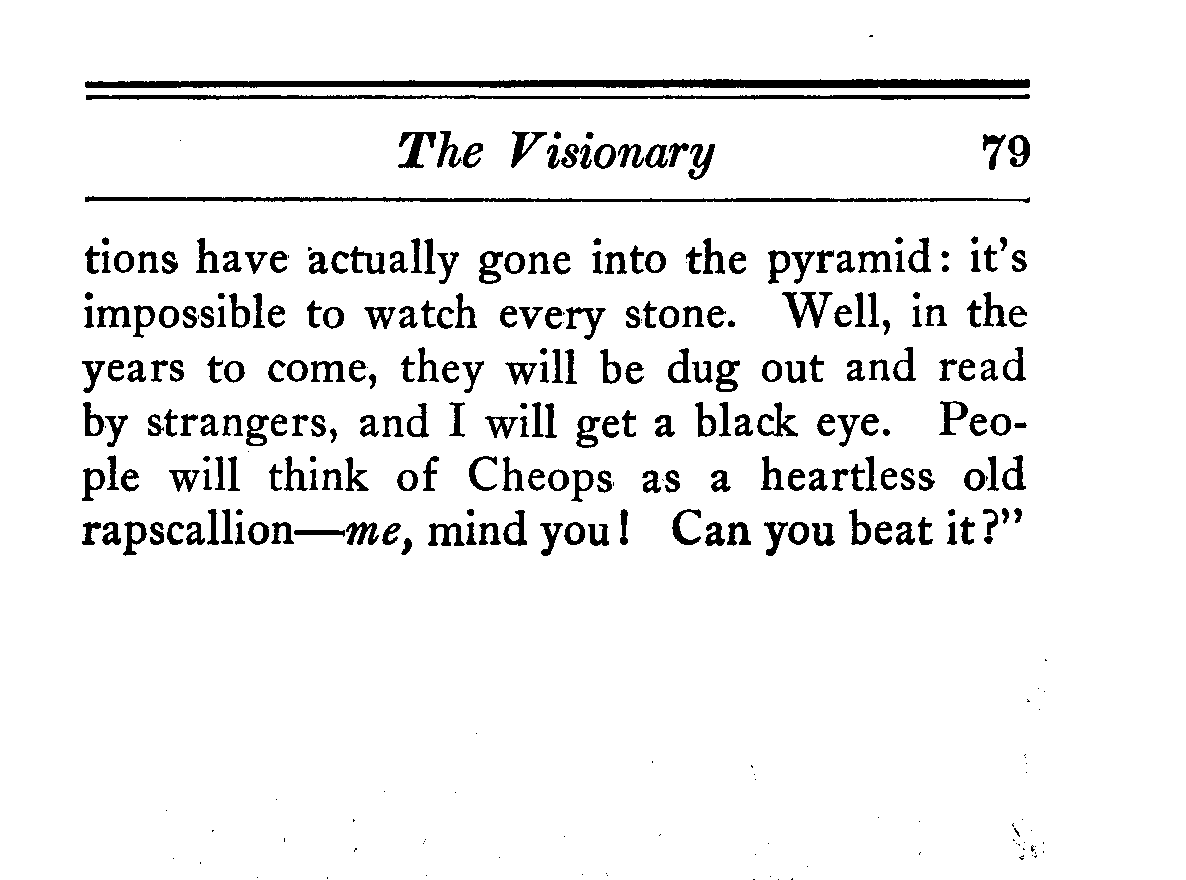 The Visionary 79
tions have actually gone into the pyramid: it's
impossible to watch every stone. Well, in the
years to come, they will be dug out and read
by strangers, and I will get a black eye. Peo-
ple will think of Cheops as a heartless old
rapscallion—me, mind you! Can you beat it?"